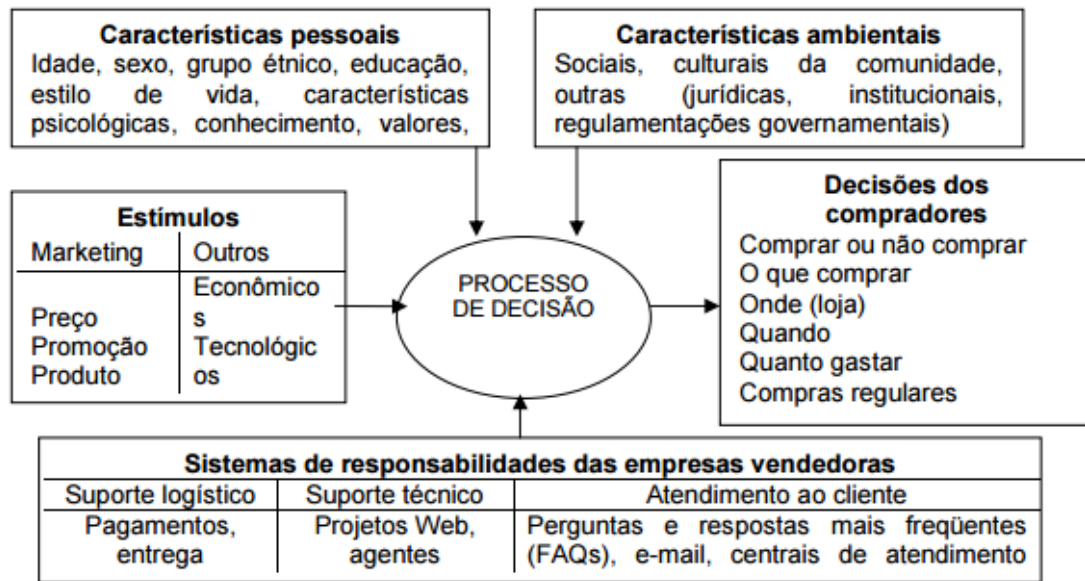 Características pessoais
Idade, sexo, grupo étnico, educação,
estilo de vida, características
psicológicas, conhecimento, valores,
Características ambientais
Sociais, culturais da comunidade,
outras (jurídicas, institucionais,
regulamentações governamentais)
Estímulos
Marketing
Outros
Preço
Promoção
Produto
Econômico
s
Tecnológic
os
PROCESSO
DE DECISÃO
Decisões dos
compradores
Comprar ou não comprar
O que comprar
Onde (loja)
Quando
Quanto gastar
Compras regulares
Sistemas de responsabilidades das empresas vendedoras
Suporte logístico
Pagamentos,
entrega
Suporte técnico
Projetos Web,
agentes
Atendimento ao cliente
Perguntas e respostas mais freqüentes
(FAQs), e-mail, centrais de atendimento